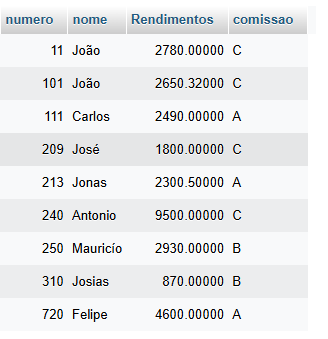 numero nome Rendimentos comissao
11 João 2780.00000 C
101 João 2650.32000 C
111 Carlos 2490.00000 A
209 José 1800.00000 C
213 Jonas 2300.50000 A
240 Antonio 9500.00000 C
250 Mauricío 2930.00000 B
310 Josias 870.00000 B
720 Felipe 4600.00000 A